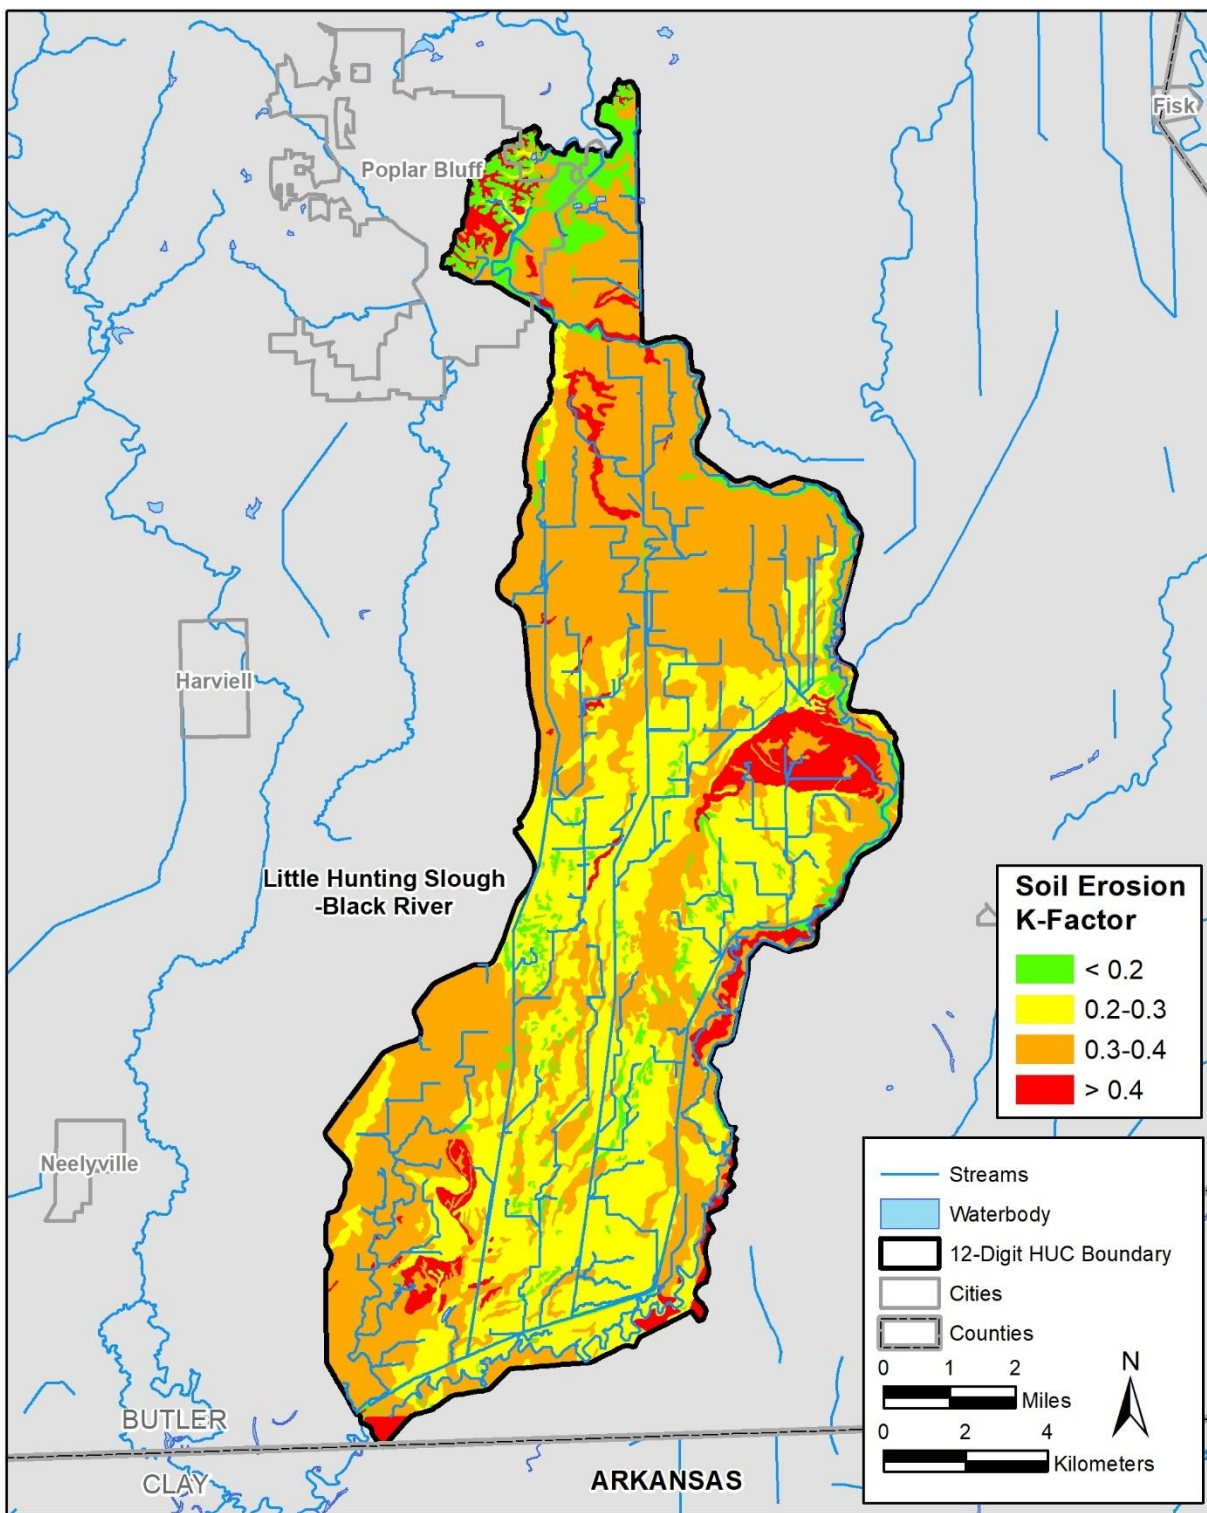 Fisk
Poplar Bluff
Harviell
Little Hunting Slough
-Black River
Soil Erosion
K-Factor
< 0.2
0.2-0.3
0.3-0.4
> 0.4
Neelyville
Streams
Waterbody
12-Digit HUC Boundary
Cities
Counties
0 1 2
Miles
0 2 4
Kilometers
N
BUTLER
CLAY
ARKANSAS